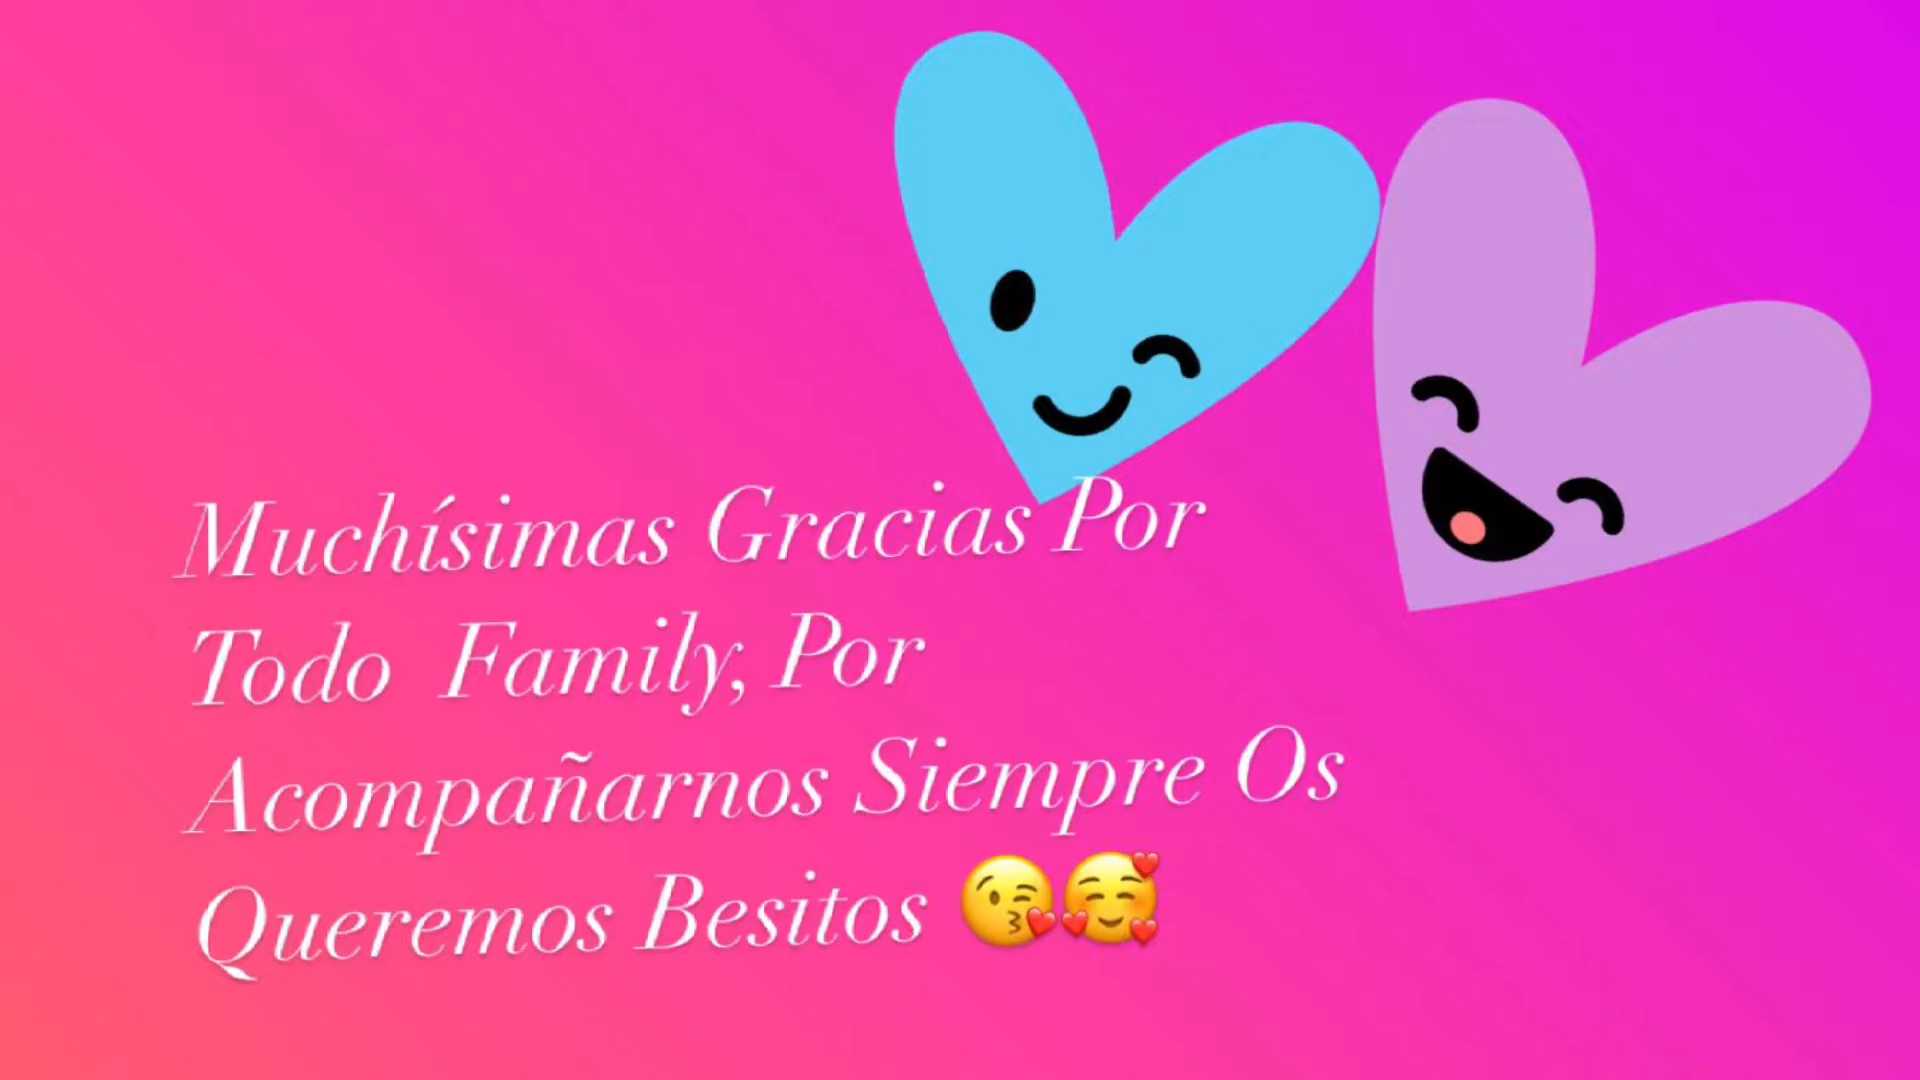 Muchísimas Gracias Por
Todo  Family, Por
Acompañarnos Siempre Os
Queremos Besitos 😘🥰